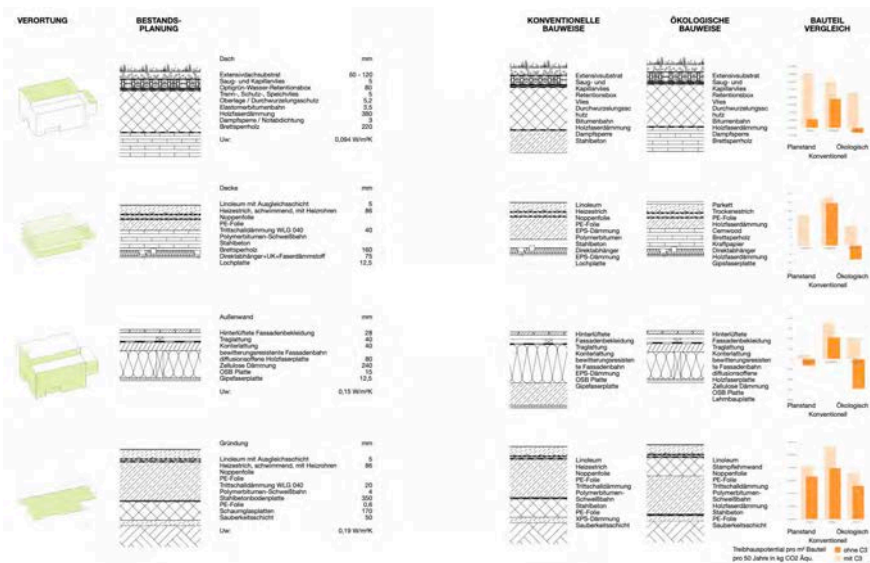 VERORTUNG
BESTANDS-
PLANUNG
KONVENTIONELLE
BAUWEISE
ÖKOLOGISCHE
BAUWEISE
BAUTEIL
VERGLEICH
Dach mm
Extensivdachsubstrat 50 - 120
Saug- und Kapillarvlies 5
Optigrün-Wasser-Retentionsbox 80
Trenn-, Schutz-, Speichvlies 5
Oberlage / Durchwurzelungsschutz 5,2
Elastomerbitumenbahn 3,5
Holzfaserdämmung 380
Dampfsperre / Notabdichtung 3
Brettsperrholz 220
Uw: 0,094 W/m²K
Extensivsubstrat
Saug- und
Kapillarvlies
Retentionsbox
Vlies
Durchwurzelungssc
hutz
Bitumenbahn
Holzfaserdämmung
Dampfsperre
Stahlbeton
Extensivsubstrat
Saug- und
Kapillarvlies
Retentionsbox
Vlies
Durchwurzelungssc
hutz
Bitumenbahn
Holzfaserdämmung
Dampfsperre
Brettsperrholz
Planstand Ökologisch
Konventionell
Decke mm
Linoleum mit Ausgleichsschicht 5
Heizestrich, schwimmend, mit Heizrohren 86
Noppenfolie
PE-Folie
Trittschalldämmung WLG 040 40
Polymerbitumen-Schweißbahn
Stahlbeton
Brettsperrholz 160
Direktabhänger+UK+Faserdämmstoff 75
Lochplatte 12,5
Linoleum
Heizestrich
Noppenfolie
PE-Folie
EPS-Dämmung
Polymerbitumen
Stahlbeton
Direktabhänger
EPS-Dämmung
Lochplatte
Parkett
Trockenestrich
PE-Folie
Holzfaserdämmung
Cemwood
Brettsperrholz
Kraftpapier
Direktabhänger
Holzfaserdämmung
Gipsfaserplatte
Planstand Ökologisch
Konventionell
Außenwand mm
Hinterlüftete Fassadenbekleidung 28
Traglattung 40
Konterlattung 40
bewitterungsresistente Fassadenbahn
diffusionsoffene Holzfaserplatte 80
Zellulose Dämmung 240
OSB Platte 15
Gipsfaserplatte 12,5
Uw: 0,15 W/m²K
Hinterlüftete
Fassadenbekleidung
Traglattung
Konterlattung
bewitterungsresisten
te Fassadenbahn
EPS-Dämmung
OSB Platte
Gipsfaserplatte
Hinterlüftete
Fassadenbekleidung
Traglattung
Konterlattung
bewitterungsresisten
te Fassadenbahn
diffusionsoffene
Holzfaserplatte
Zellulose Dämmung
OSB Platte
Lehmbauplatte
Planstand Ökologisch
Konventionell
Gründung mm
Linoleum mit Ausgleichsschicht 5
Heizestrich, schwimmend, mit Heizrohren 86
Noppenfolie
PE-Folie
Trittschalldämmung WLG 040 20
Polymerbitumen-Schweißbahn 4
Stahlbetonbodenplatte 350
PE-Folie 0,6
Schaumglasplatten 170
Sauberkeitsschicht 50
Uw: 0,19 W/m²K
Linoleum
Heizestrich
Noppenfolie
PE-Folie
Trittschalldämmung
Polymerbitumen-
Schweißbahn
Stahlbeton
PE-Folie
XPS-Dämmung
Sauberkeitsschicht
Linoleum
Stampflehmwand
Noppenfolie
PE-Folie
Trittschalldämmung
Polymerbitumen-
Schweißbahn
Holzfaserdämmung
Stahlbeton
PE-Folie
Sauberkeitsschicht
Planstand Ökologisch
Konventionell
Treibhauspotential pro m² Bauteil
pro 50 Jahre in kg CO2 Äqu.
ohne C3
mit C3